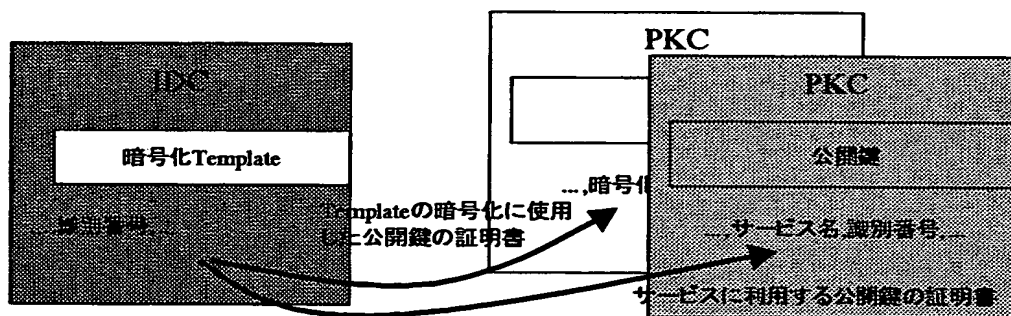 IDC
暗号化Template
...,識別番号,...
PKC
...,暗号化
Templateの暗号化に使用
した公開鍵の証明書
PKC
公開鍵
...,サービス名,識別番号,...
サービスに利用する公開鍵の証明書